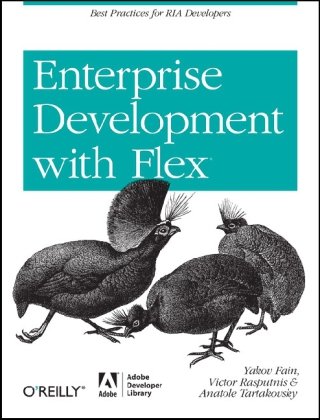 Best Practices for RIA Developers
Enterprise
Development
with Flex®
Yakov Fain,
Victor Rasputnis &
Anatole Tartakovsky
O'REILLY®
Adobe
Adobe
Developer
Library